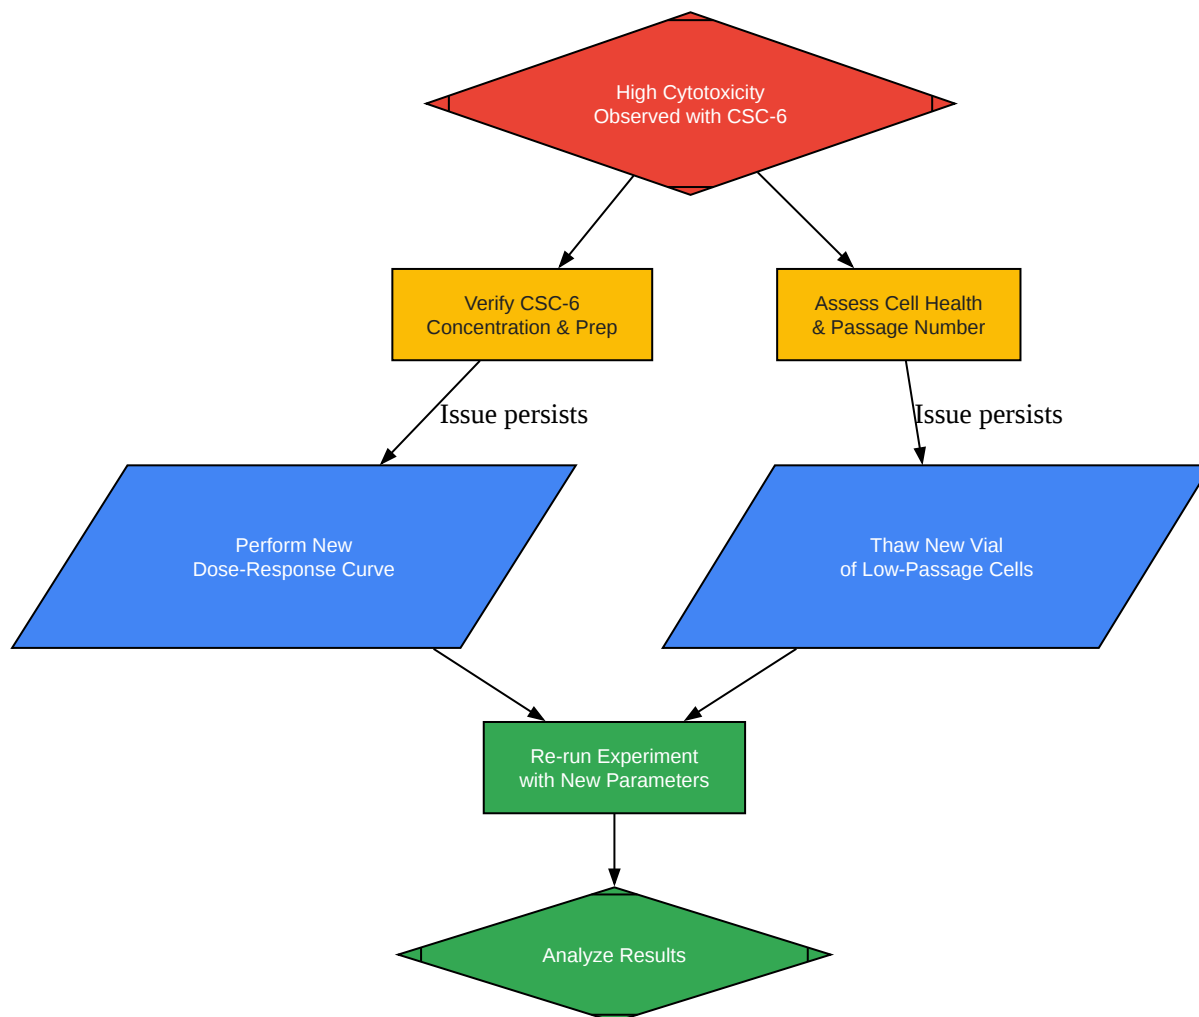 High Cytotoxicity
Observed with CSC-6
Verify CSC-6
Concentration & Prep
Assess Cell Health
& Passage Number
Issue persists
Issue persists
Perform New
Dose-Response Curve
Thaw New Vial
of Low-Passage Cells
Re-run Experiment
with New Parameters
Analyze Results